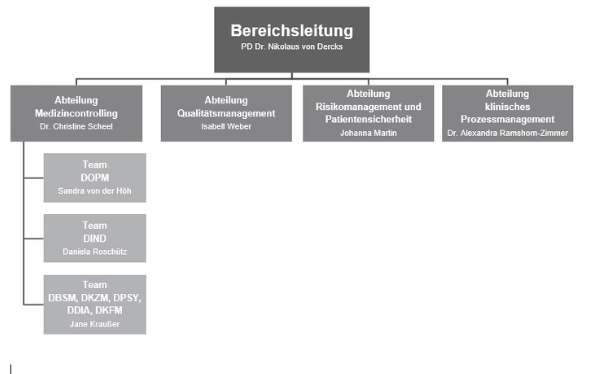 Bereichsleitung
PD Dr. Nikolaus von Dercks
Abteilung
Medizincontrolling
Dr. Christine Scheel
Abteilung
Qualitätsmanagement
Isabell Weber
Abteilung
Risikomanagement und
Patientensicherheit
Johanna Martin
Abteilung
klinisches
Prozessmanagement
Dr. Alexandra Ramshorn-Zimmer
Team
DOPM
Sandra von der Höh
Team
DIND
Daniela Roschütz
Team
DBSM, DKZM, DPSY,
DDIA, DKFM
Jane Kraußer